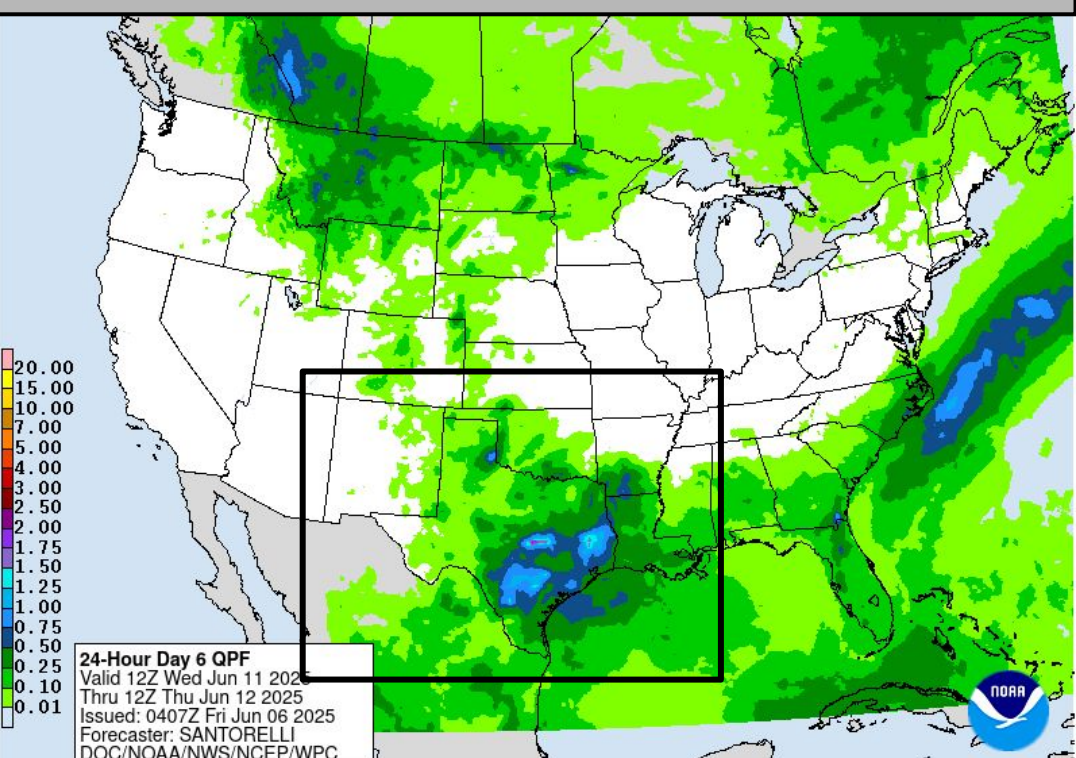 20.00
15.00
10.00
7.00
5.00
4.00
3.00
2.50
2.00
1.75
1.50
1.25
1.00
0.75
0.50
0.25
0.10
0.01
24-Hour Day 6 QPF
Valid 12Z Wed Jun 11 2025
Thru 12Z Thu Jun 12 2025
Issued: 0407Z Fri Jun 06 2025
Forecaster: SANTORELLI
DOC/NOAA/NWS/NCEP/WPC
NOAA